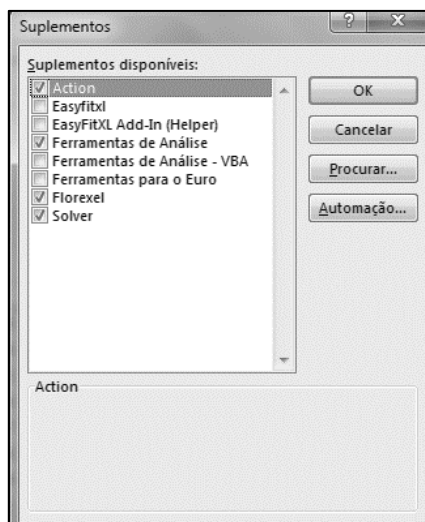 Suplementos
?
X
Suplementos disponíveis:
Action
Easyfitxl
EasyFitXL Add-In (Helper)
Ferramentas de Análise
Ferramentas de Análise - VBA
Ferramentas para o Euro
Florexel
Solver
OK
Cancelar
Procurar...
Automação...
Action